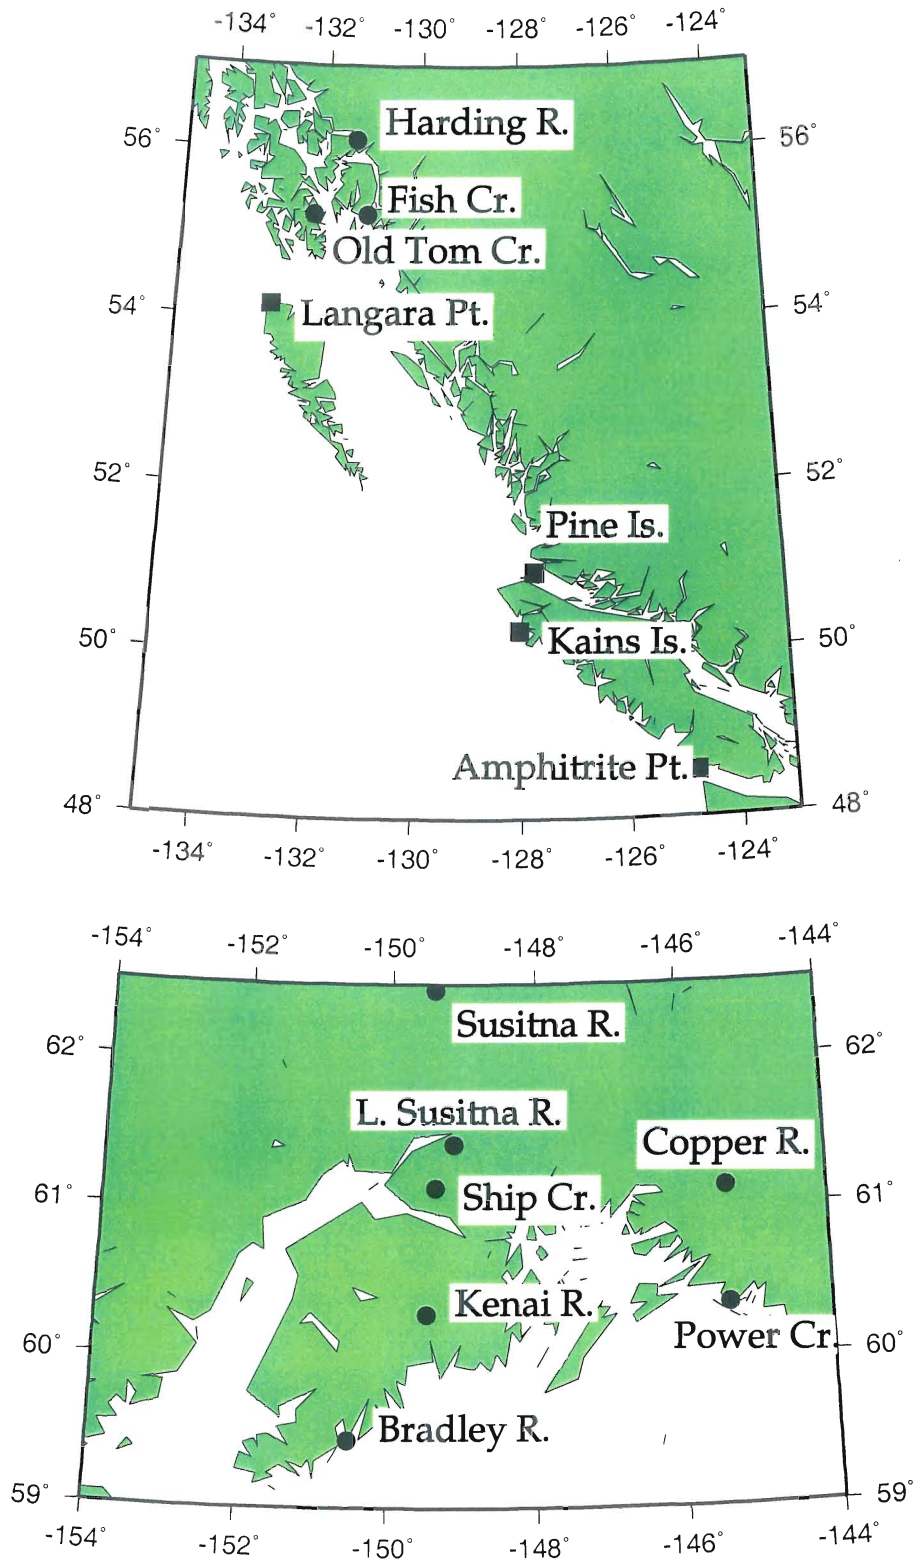 -134° -132° -130° -128° -126° -124°
Harding R.
56° 56°
Fish Cr.
Old Tom Cr.
54° 54°
Langara Pt.
52° 52°
Pine Is.
50° 50°
Kains Is.
Amphitrite Pt.
48° 48°
-134° -132° -130° -128° -126° -124°
-154° -152° -150° -148° -146° -144°
Susitna R.
62° 62°
L. Susitna R.
Copper R.
61° 61°
Ship Cr.
Kenai R.
Power Cr.
60° 60°
Bradley R.
59° 59°
-154° -152° -150° -148° -146° -144°